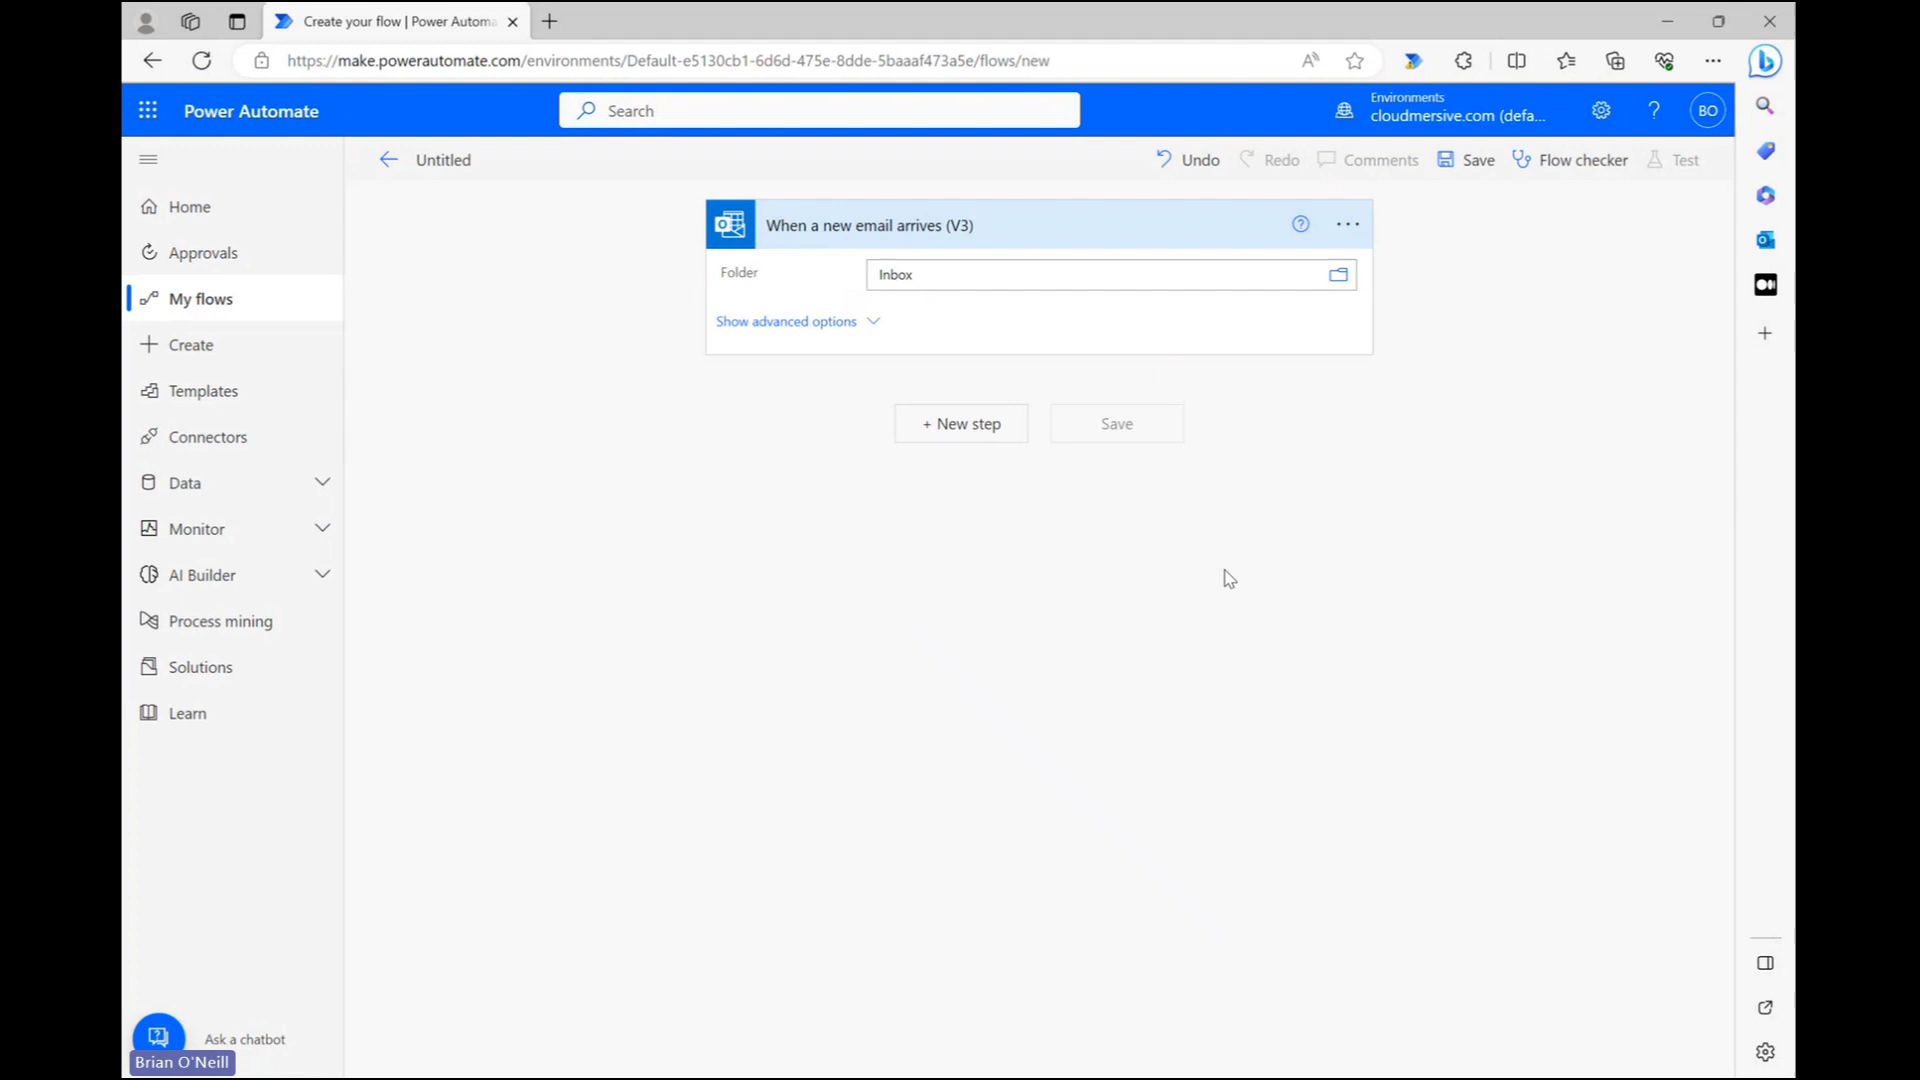 Create your flow | Power Autom
https://make.powerautomate.com/environments/Default-e5130cb1-6d6d-475e-8dde-5baaaf473a5e/flows/new
Power Automate
Search
Environments
cloudmersive.com (defa...
BO
Untitled
Undo
Redo
Comments
Save
Flow checker
Test
Home
Approvals
My flows
Create
Templates
Connectors
Data
Monitor
AI Builder
Process mining
Solutions
Learn
When a new email arrives (V3)
Folder
Inbox
Show advanced options
+ New step
Save
Ask a chatbot
Brian O'Neill